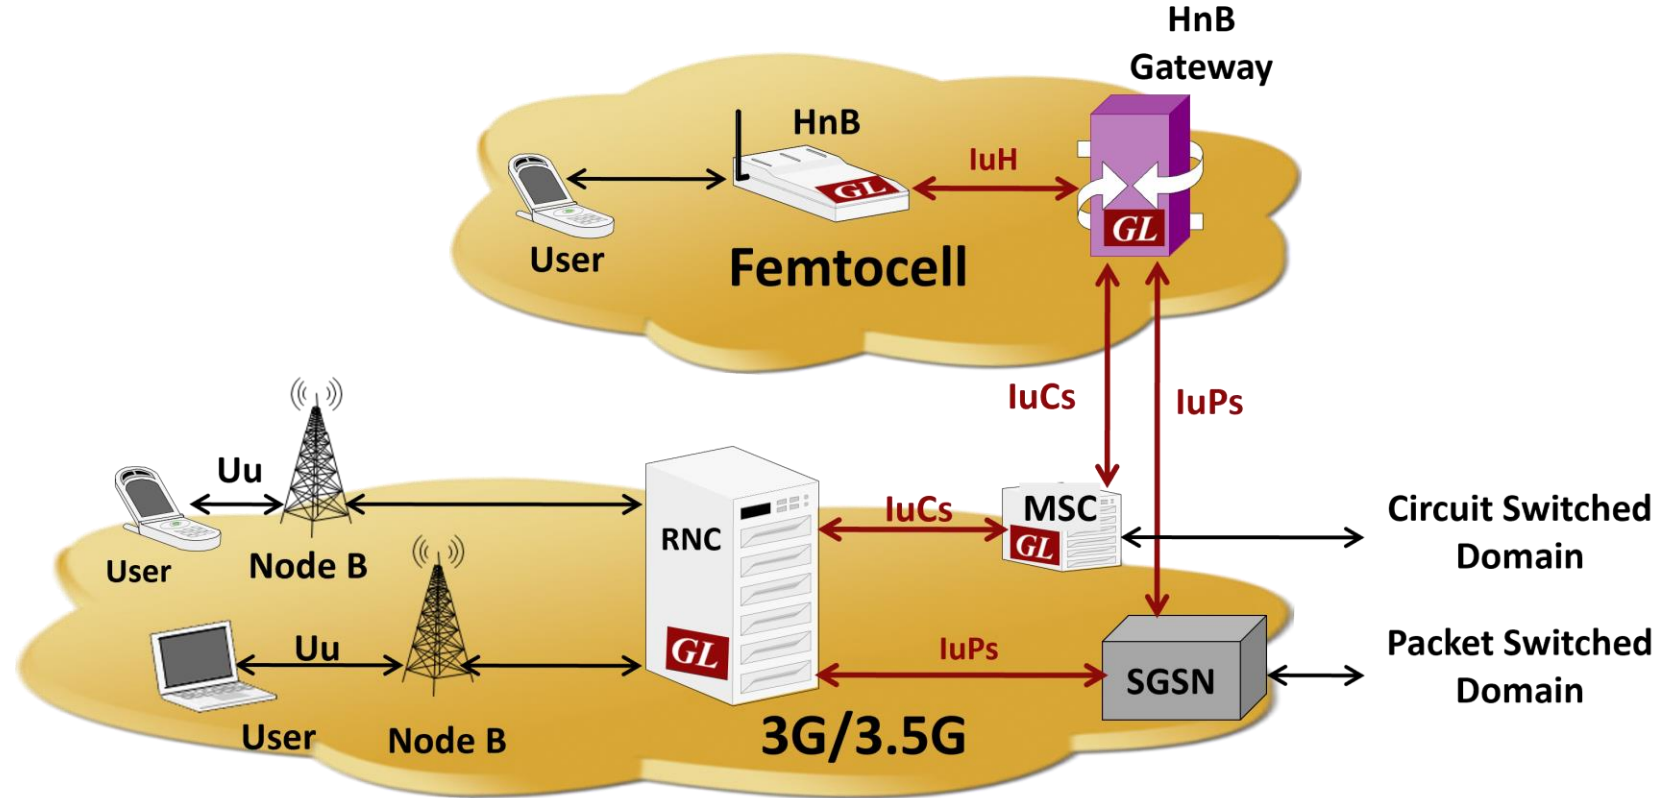 HnB
Gateway
HnB
IuH
GL
GL
User
Femtocell
IuCs
IuPs
Uu
User
Node B
RNC
IuCs
MSC
GL
Circuit Switched
Domain
Uu
User
Node B
GL
IuPs
SGSN
Packet Switched
Domain
3G/3.5G